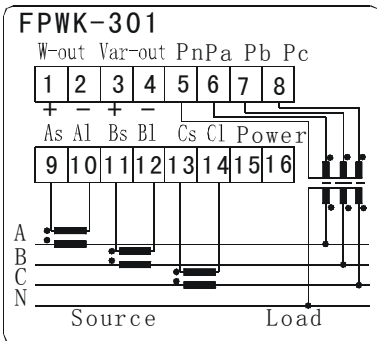 FPWK-301
W-out Var-out PnPa Pb Pc
1 2 3 4 5 6 7 8
+ − + −
As Al Bs Bl Cs Cl Power
9 10 11 12 13 14 15 16
A
B
C
N
Source Load